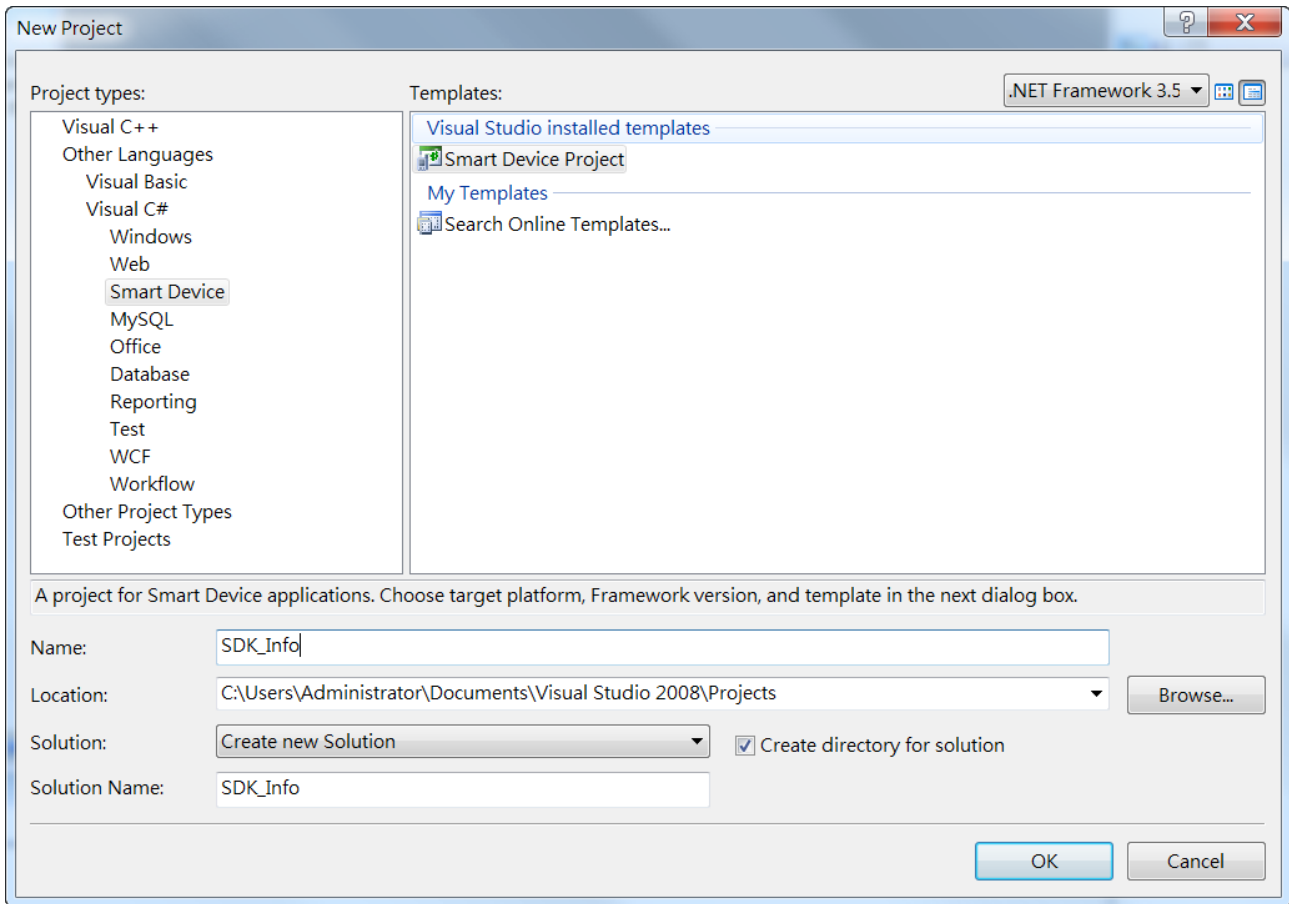 New Project
Project types:
Templates:
.NET Framework 3.5
Visual C++
Other Languages
Visual Basic
Visual C#
Windows
Web
Smart Device
MySQL
Office
Database
Reporting
Test
WCF
Workflow
Other Project Types
Test Projects
Visual Studio installed templates
Smart Device Project
My Templates
Search Online Templates...
A project for Smart Device applications. Choose target platform, Framework version, and template in the next dialog box.
Name:
SDK_Info
Location:
C:\Users\Administrator\Documents\Visual Studio 2008\Projects
Browse...
Solution:
Create new Solution
Create directory for solution
Solution Name:
SDK_Info
OK
Cancel